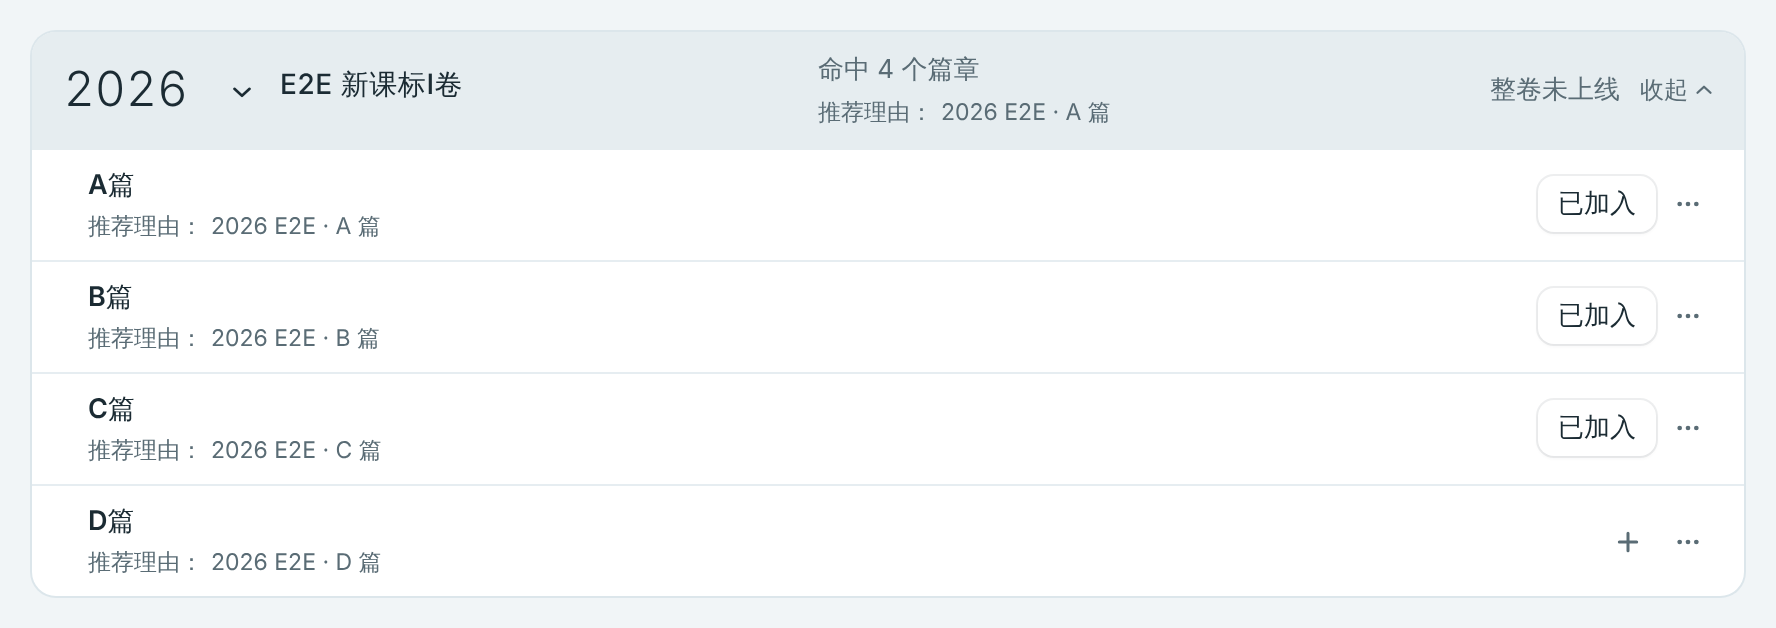 2026
E2E 新课标I卷
命中 4 个篇章
推荐理由： 2026 E2E · A 篇
整卷未上线 收起
A篇
推荐理由： 2026 E2E · A 篇
已加入
B篇
推荐理由： 2026 E2E · B 篇
已加入
C篇
推荐理由： 2026 E2E · C 篇
已加入
D篇
推荐理由： 2026 E2E · D 篇